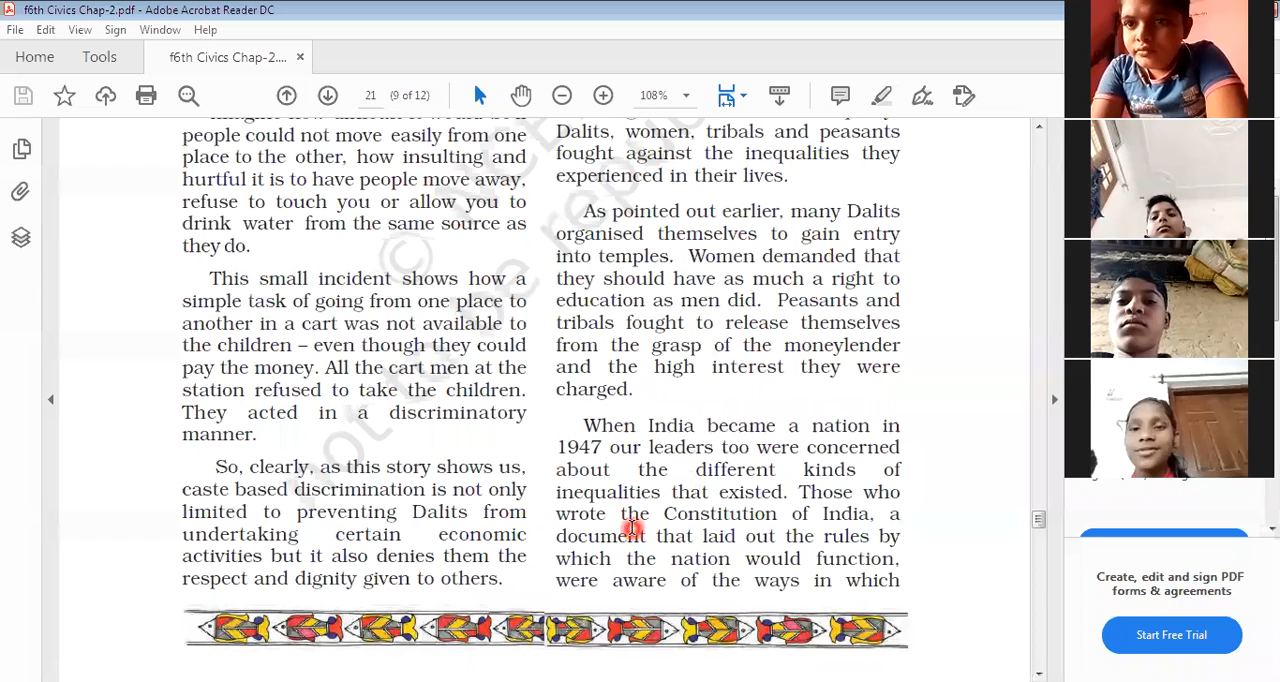 f6th Civics Chap-2.pdf - Adobe Acrobat Reader DC
File Edit View Sign Window Help
Home Tools f6th Civics Chap-2.... ×
21 (9 of 12) 108%
people could not move easily from one
place to the other, how insulting and
hurtful it is to have people move away,
refuse to touch you or allow you to
drink water from the same source as
they do.
This small incident shows how a
simple task of going from one place to
another in a cart was not available to
the children – even though they could
pay the money. All the cart men at the
station refused to take the children.
They acted in a discriminatory
manner.
So, clearly, as this story shows us,
caste based discrimination is not only
limited to preventing Dalits from
undertaking certain economic
activities but it also denies them the
respect and dignity given to others.
Dalits, women, tribals and peasants
fought against the inequalities they
experienced in their lives.
As pointed out earlier, many Dalits
organised themselves to gain entry
into temples. Women demanded that
they should have as much a right to
education as men did. Peasants and
tribals fought to release themselves
from the grasp of the moneylender
and the high interest they were
charged.
When India became a nation in
1947 our leaders too were concerned
about the different kinds of
inequalities that existed. Those who
wrote the Constitution of India, a
document that laid out the rules by
which the nation would function,
were aware of the ways in which
Create, edit and sign PDF
forms & agreements
Start Free Trial